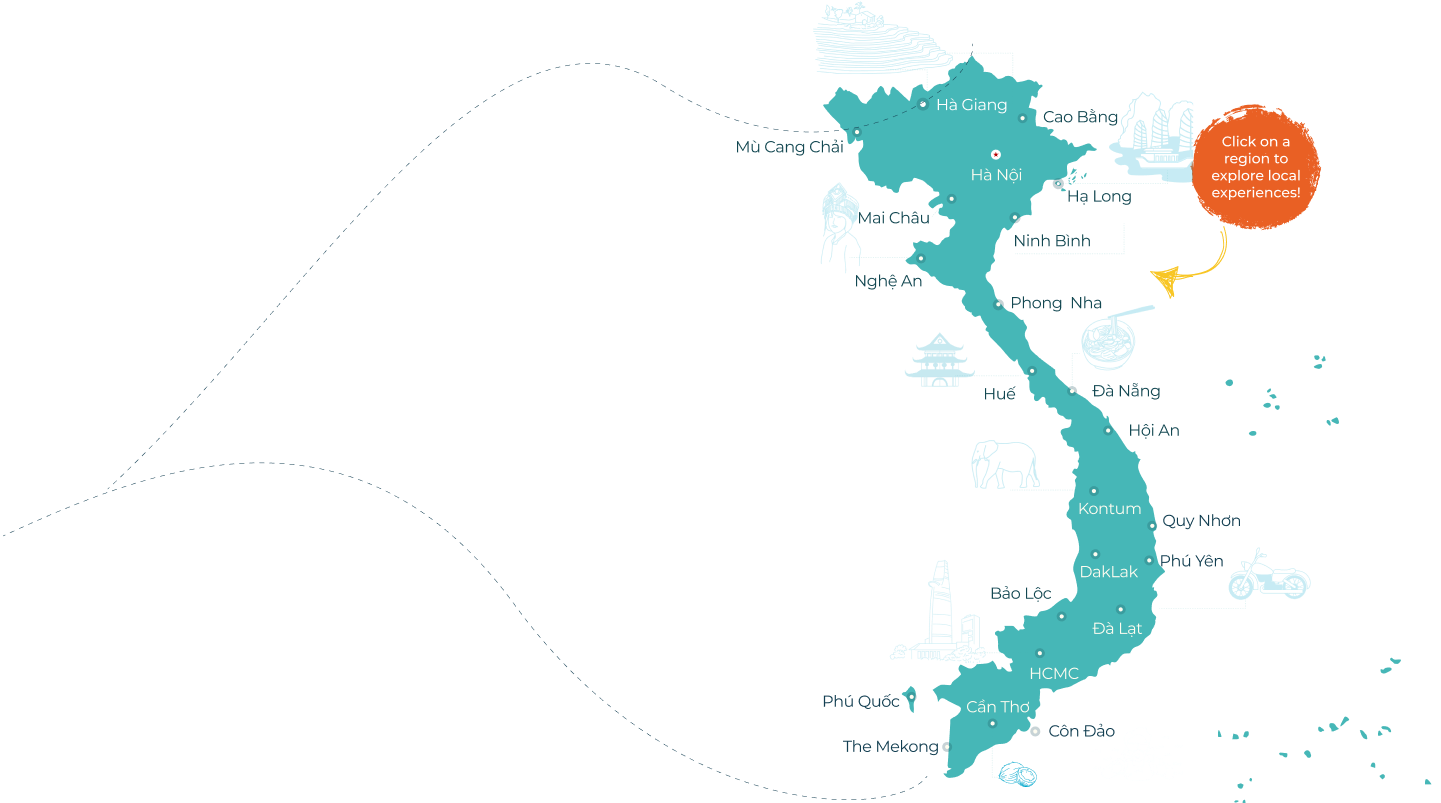 Hà Giang
Cao Bằng
Mù Cang Chải
Click on a
region to
explore local
experiences!
Hà Nội
Hạ Long
Mai Châu
Ninh Bình
Nghệ An
Phong Nha
Huế
Đà Nẵng
Hội An
Kontum
Quy Nhơn
Phú Yên
DakLak
Bảo Lộc
Đà Lạt
HCMC
Phú Quốc
Cần Thơ
Côn Đảo
The Mekong